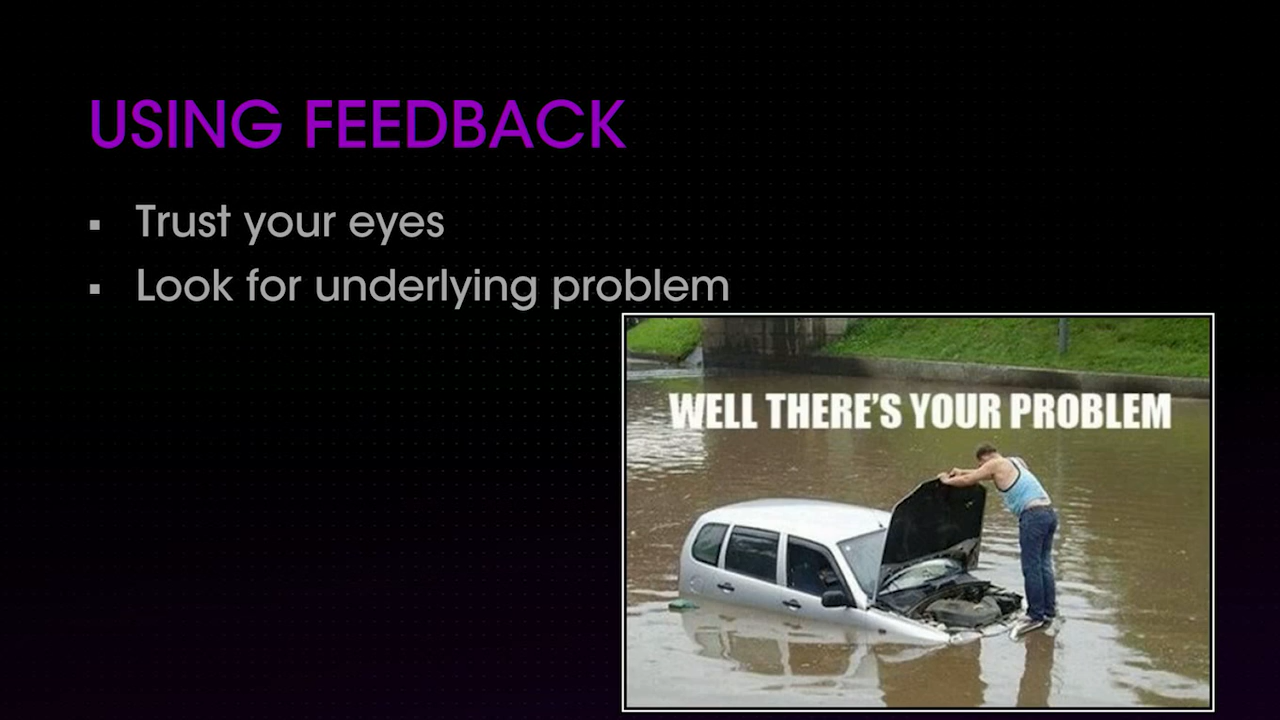 USING FEEDBACK
Trust your eyes
Look for underlying problem
WELL THERE'S YOUR PROBLEM